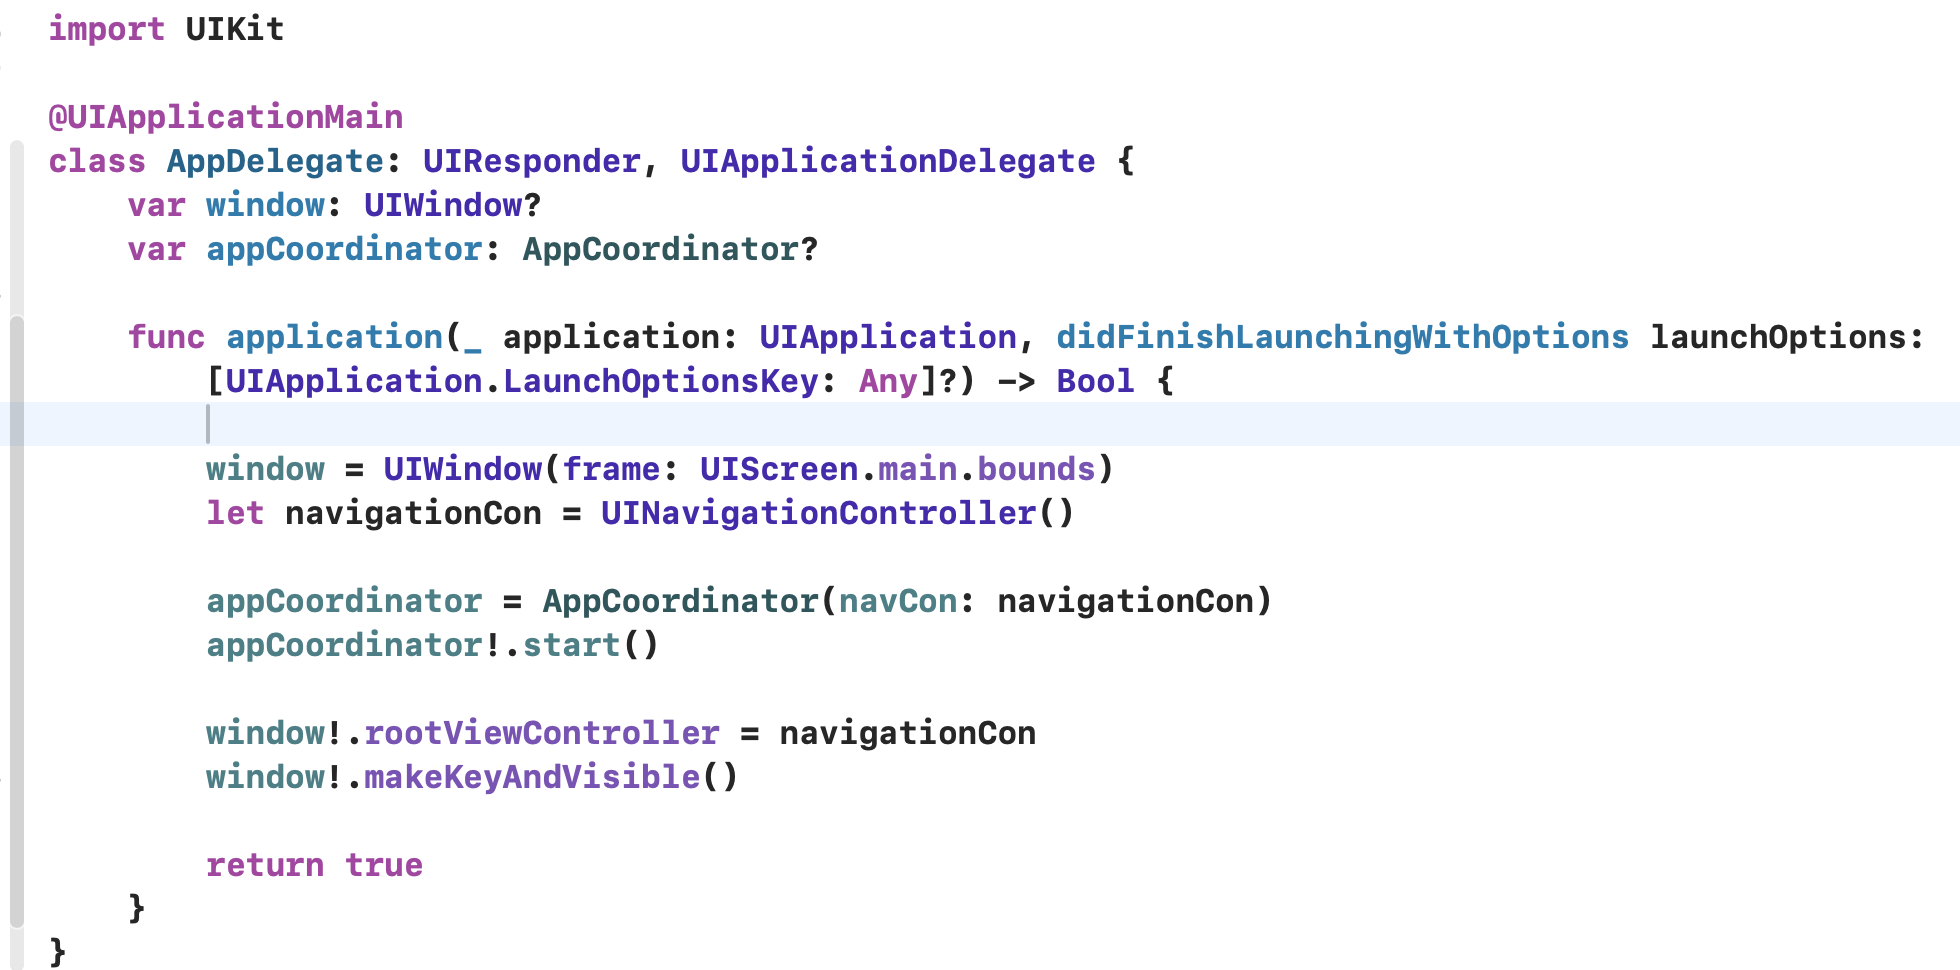 import UIKit
@UIApplicationMain
class AppDelegate: UIResponder, UIApplicationDelegate {
    var window: UIWindow?
    var appCoordinator: AppCoordinator?
    func application(_ application: UIApplication, didFinishLaunchingWithOptions launchOptions:
        [UIApplication.LaunchOptionsKey: Any]?) -> Bool {
        window = UIWindow(frame: UIScreen.main.bounds)
        let navigationCon = UINavigationController()
        appCoordinator = AppCoordinator(navCon: navigationCon)
        appCoordinator!.start()
        window!.rootViewController = navigationCon
        window!.makeKeyAndVisible()
        return true
    }
}